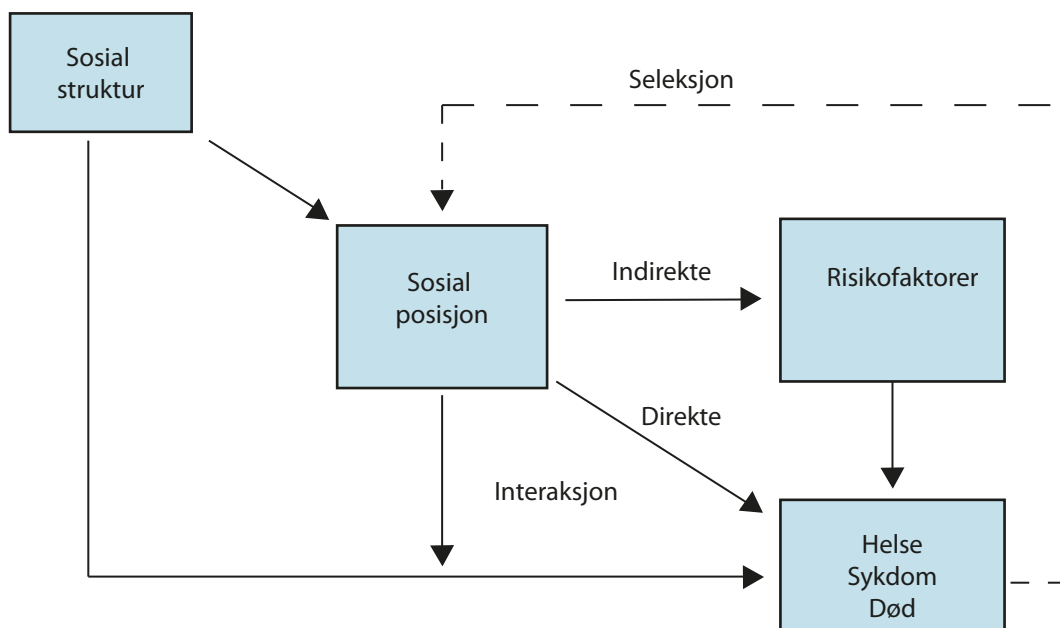 Sosial
struktur
Seleksjon
Sosial
posisjon
Indirekte
Risikofaktorer
Direkte
Interaksjon
Helse
Sykdom
Død